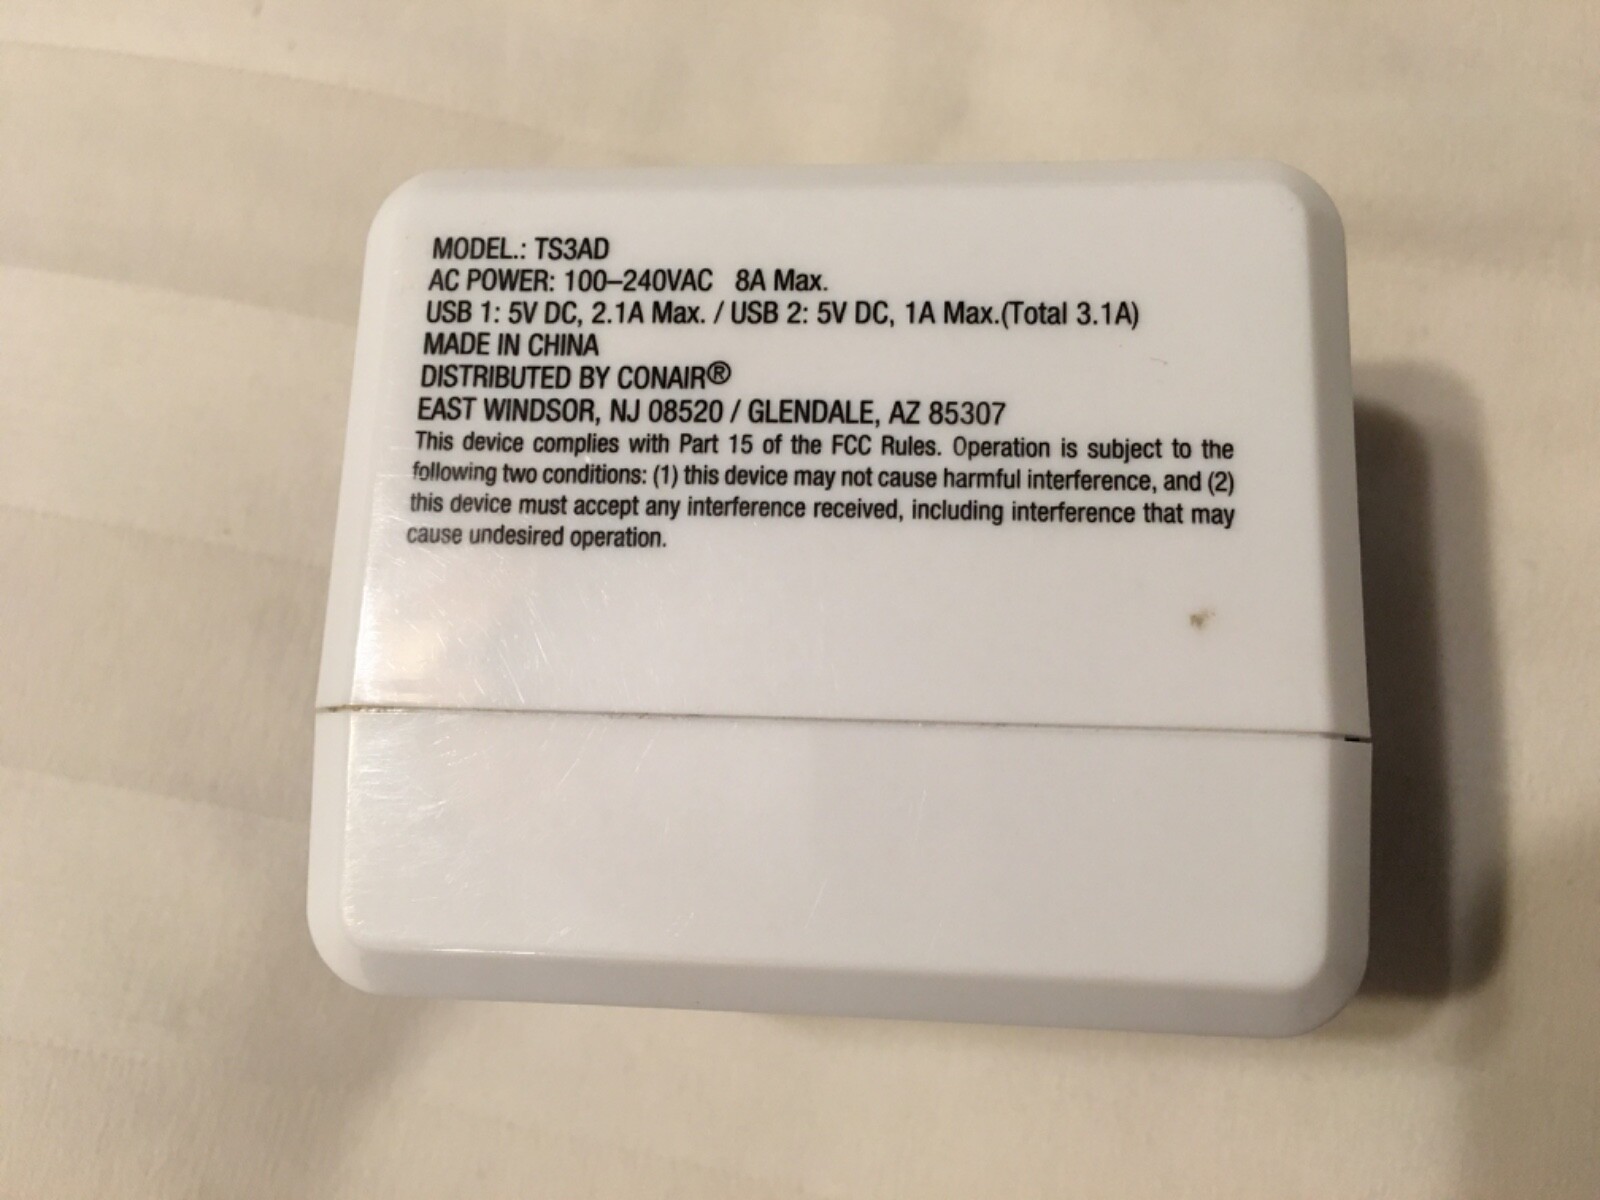 MODEL.: TS3AD
AC POWER: 100–240VAC 8A Max.
USB 1: 5V DC, 2.1A Max. / USB 2: 5V DC, 1A Max.(Total 3.1A)
MADE IN CHINA
DISTRIBUTED BY CONAIR®
EAST WINDSOR, NJ 08520 / GLENDALE, AZ 85307
This device complies with Part 15 of the FCC Rules. Operation is subject to the
following two conditions: (1) this device may not cause harmful interference, and (2)
this device must accept any interference received, including interference that may
cause undesired operation.